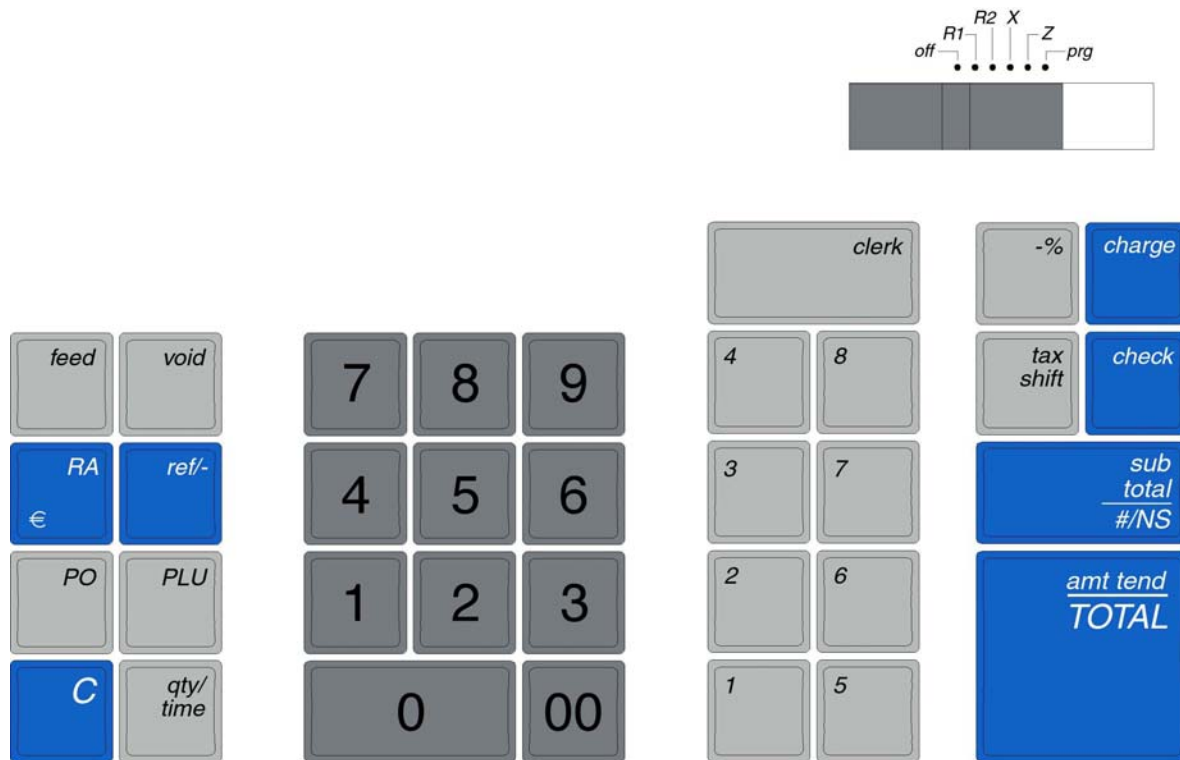 R2 X
R1 Z
off prg
clerk
-%
charge
feed
void
7
8
9
4
8
tax
shift
check
RA
€
ref/-
4
5
6
3
7
sub
total
#/NS
PO
PLU
1
2
3
2
6
amt tend
TOTAL
C
qty/
time
0
00
1
5